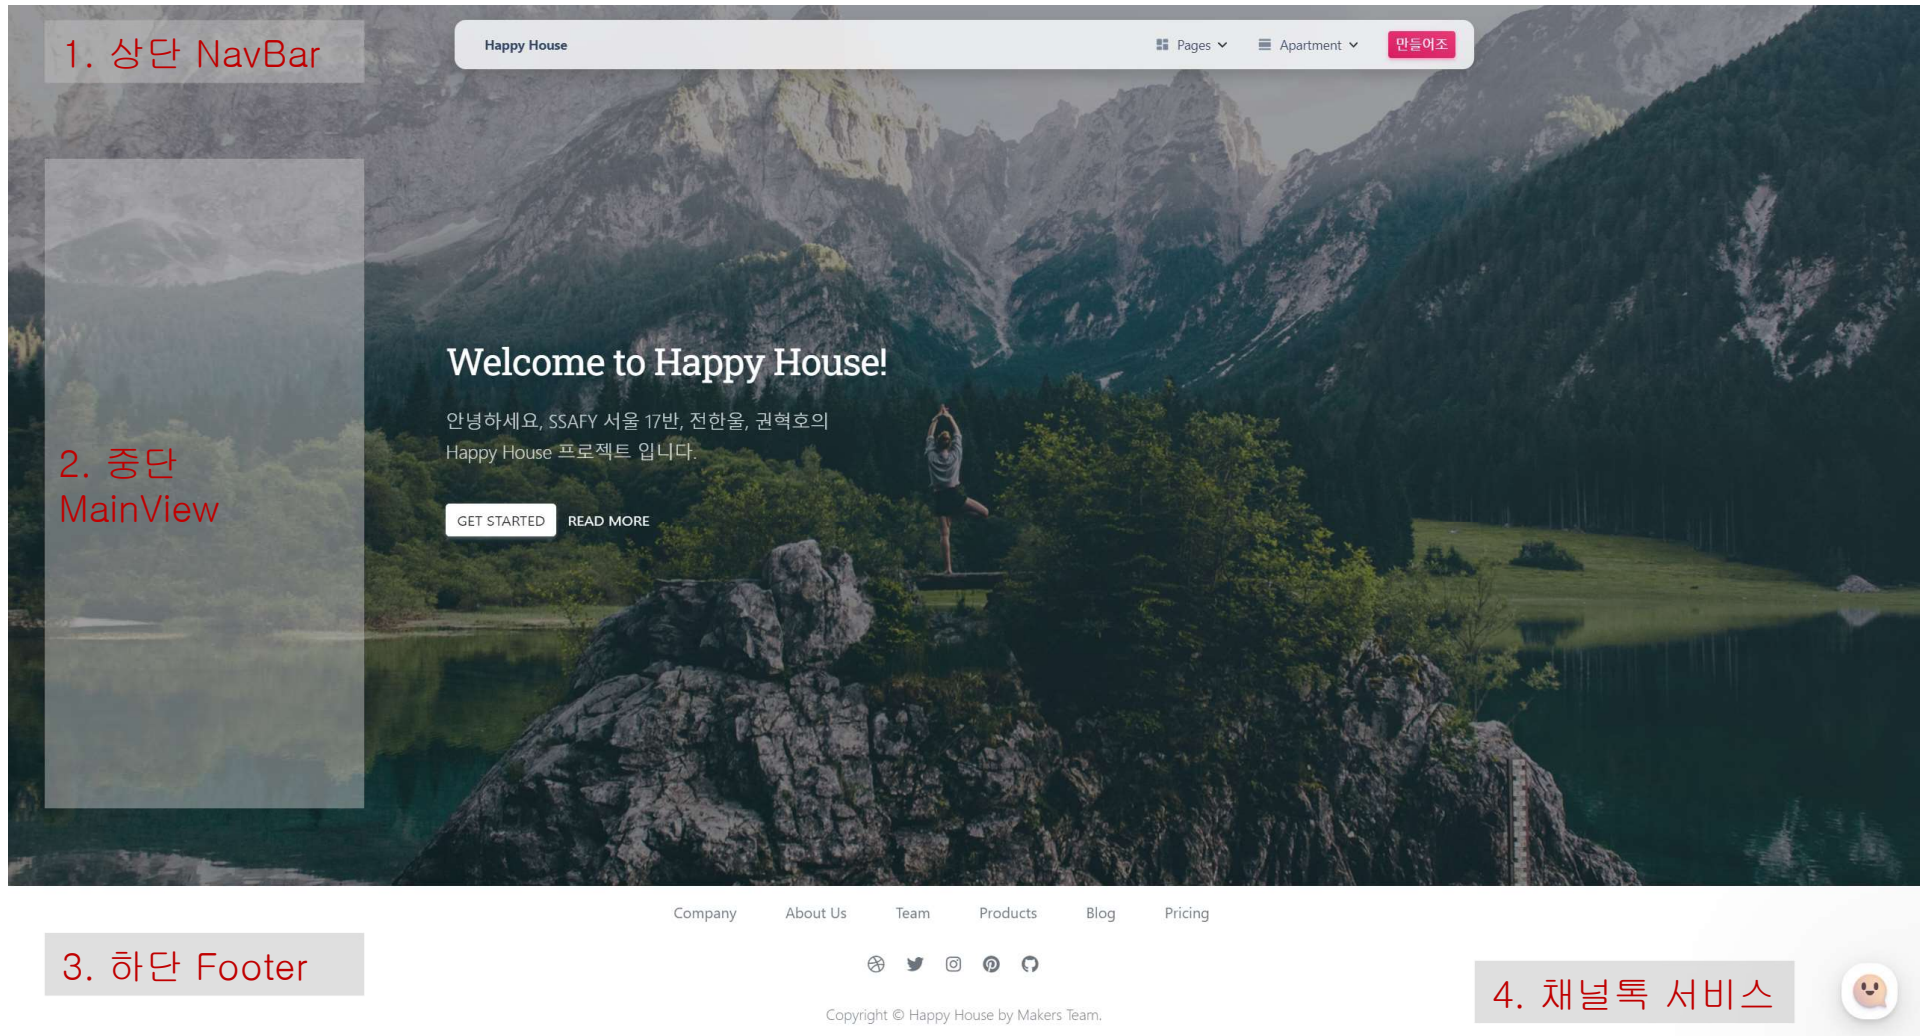 1. 상단 NavBar
Happy House
Pages
Apartment
만들어조
Welcome to Happy House!
안녕하세요, SSAFY 서울 17반, 전한울, 권혁호의
Happy House 프로젝트 입니다.
2. 중단
MainView
GET STARTED
READ MORE
Company
About Us
Team
Products
Blog
Pricing
3. 하단 Footer
4. 채널톡 서비스
Copyright © Happy House by Makers Team.